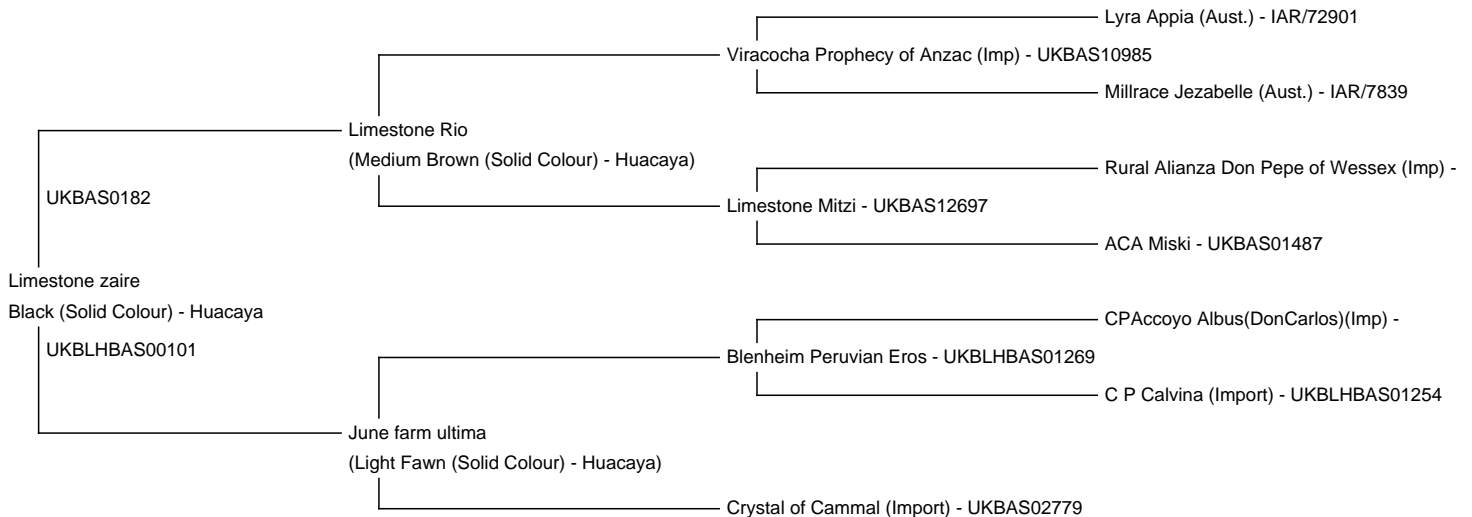 Lyra Appia (Aust.) - IAR/72901
Viracocha Prophecy of Anzac (Imp) - UKBAS10985
Millrace Jezabelle (Aust.) - IAR/7839
Limestone Rio
(Medium Brown (Solid Colour) - Huacaya)
Rural Alianza Don Pepe of Wessex (Imp) -
UKBAS0182
Limestone Mitzi - UKBAS12697
ACA Miski - UKBAS01487
Limestone zaire
Black (Solid Colour) - Huacaya
CPAccoyo Albus(DonCarlos)(Imp) -
UKBLHBAS00101
Blenheim Peruvian Eros - UKBLHBAS01269
C P Calvina (Import) - UKBLHBAS01254
June farm ultima
(Light Fawn (Solid Colour) - Huacaya)
Crystal of Cammal (Import) - UKBAS02779